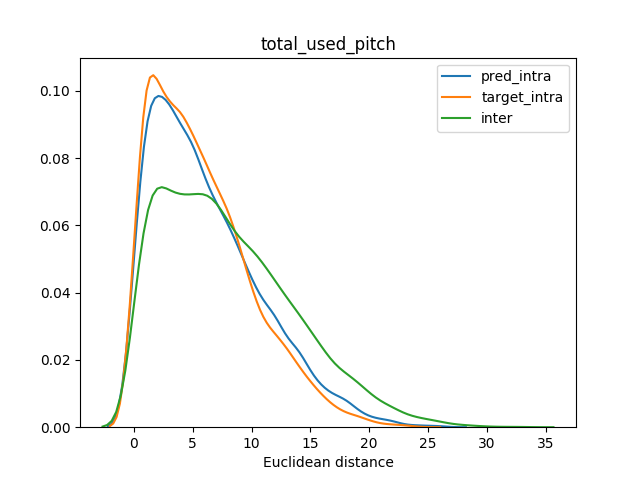 total_used_pitch
pred_intra
target_intra
inter
0.10
0.08
0.06
0.04
0.02
0.00
0 5 10 15 20 25 30 35
Euclidean distance